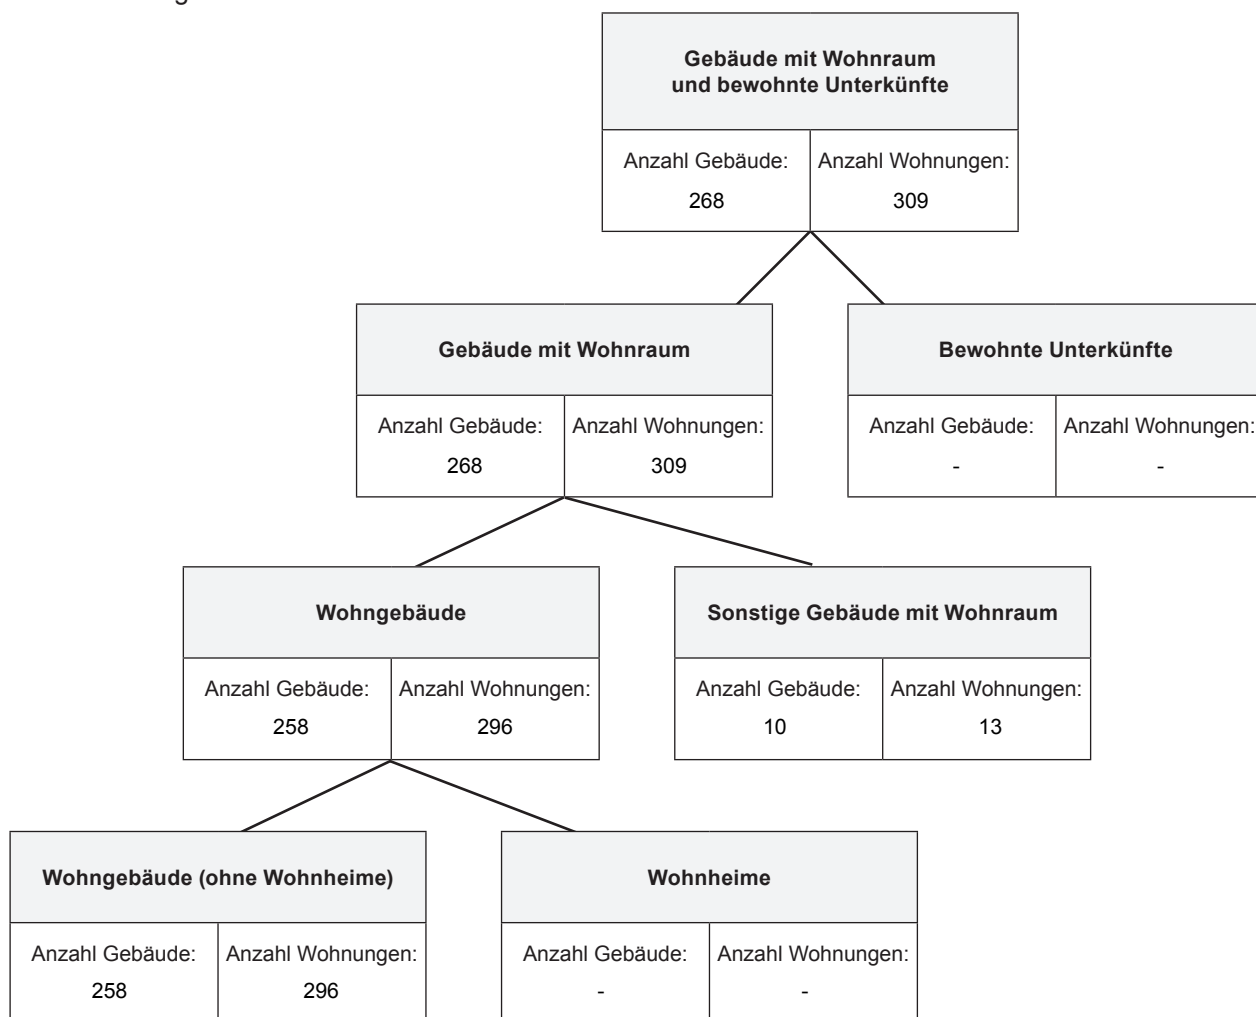 Gebäude mit Wohnraum
und bewohnte Unterkünfte
Anzahl Gebäude: Anzahl Wohnungen:
268 309
Gebäude mit Wohnraum Bewohnte Unterkünfte
Anzahl Gebäude: Anzahl Wohnungen: Anzahl Gebäude: Anzahl Wohnungen:
268 309 - -
Wohngebäude Sonstige Gebäude mit Wohnraum
Anzahl Gebäude: Anzahl Wohnungen: Anzahl Gebäude: Anzahl Wohnungen:
258 296 10 13
Wohngebäude (ohne Wohnheime) Wohnheime
Anzahl Gebäude: Anzahl Wohnungen: Anzahl Gebäude: Anzahl Wohnungen:
258 296 - -